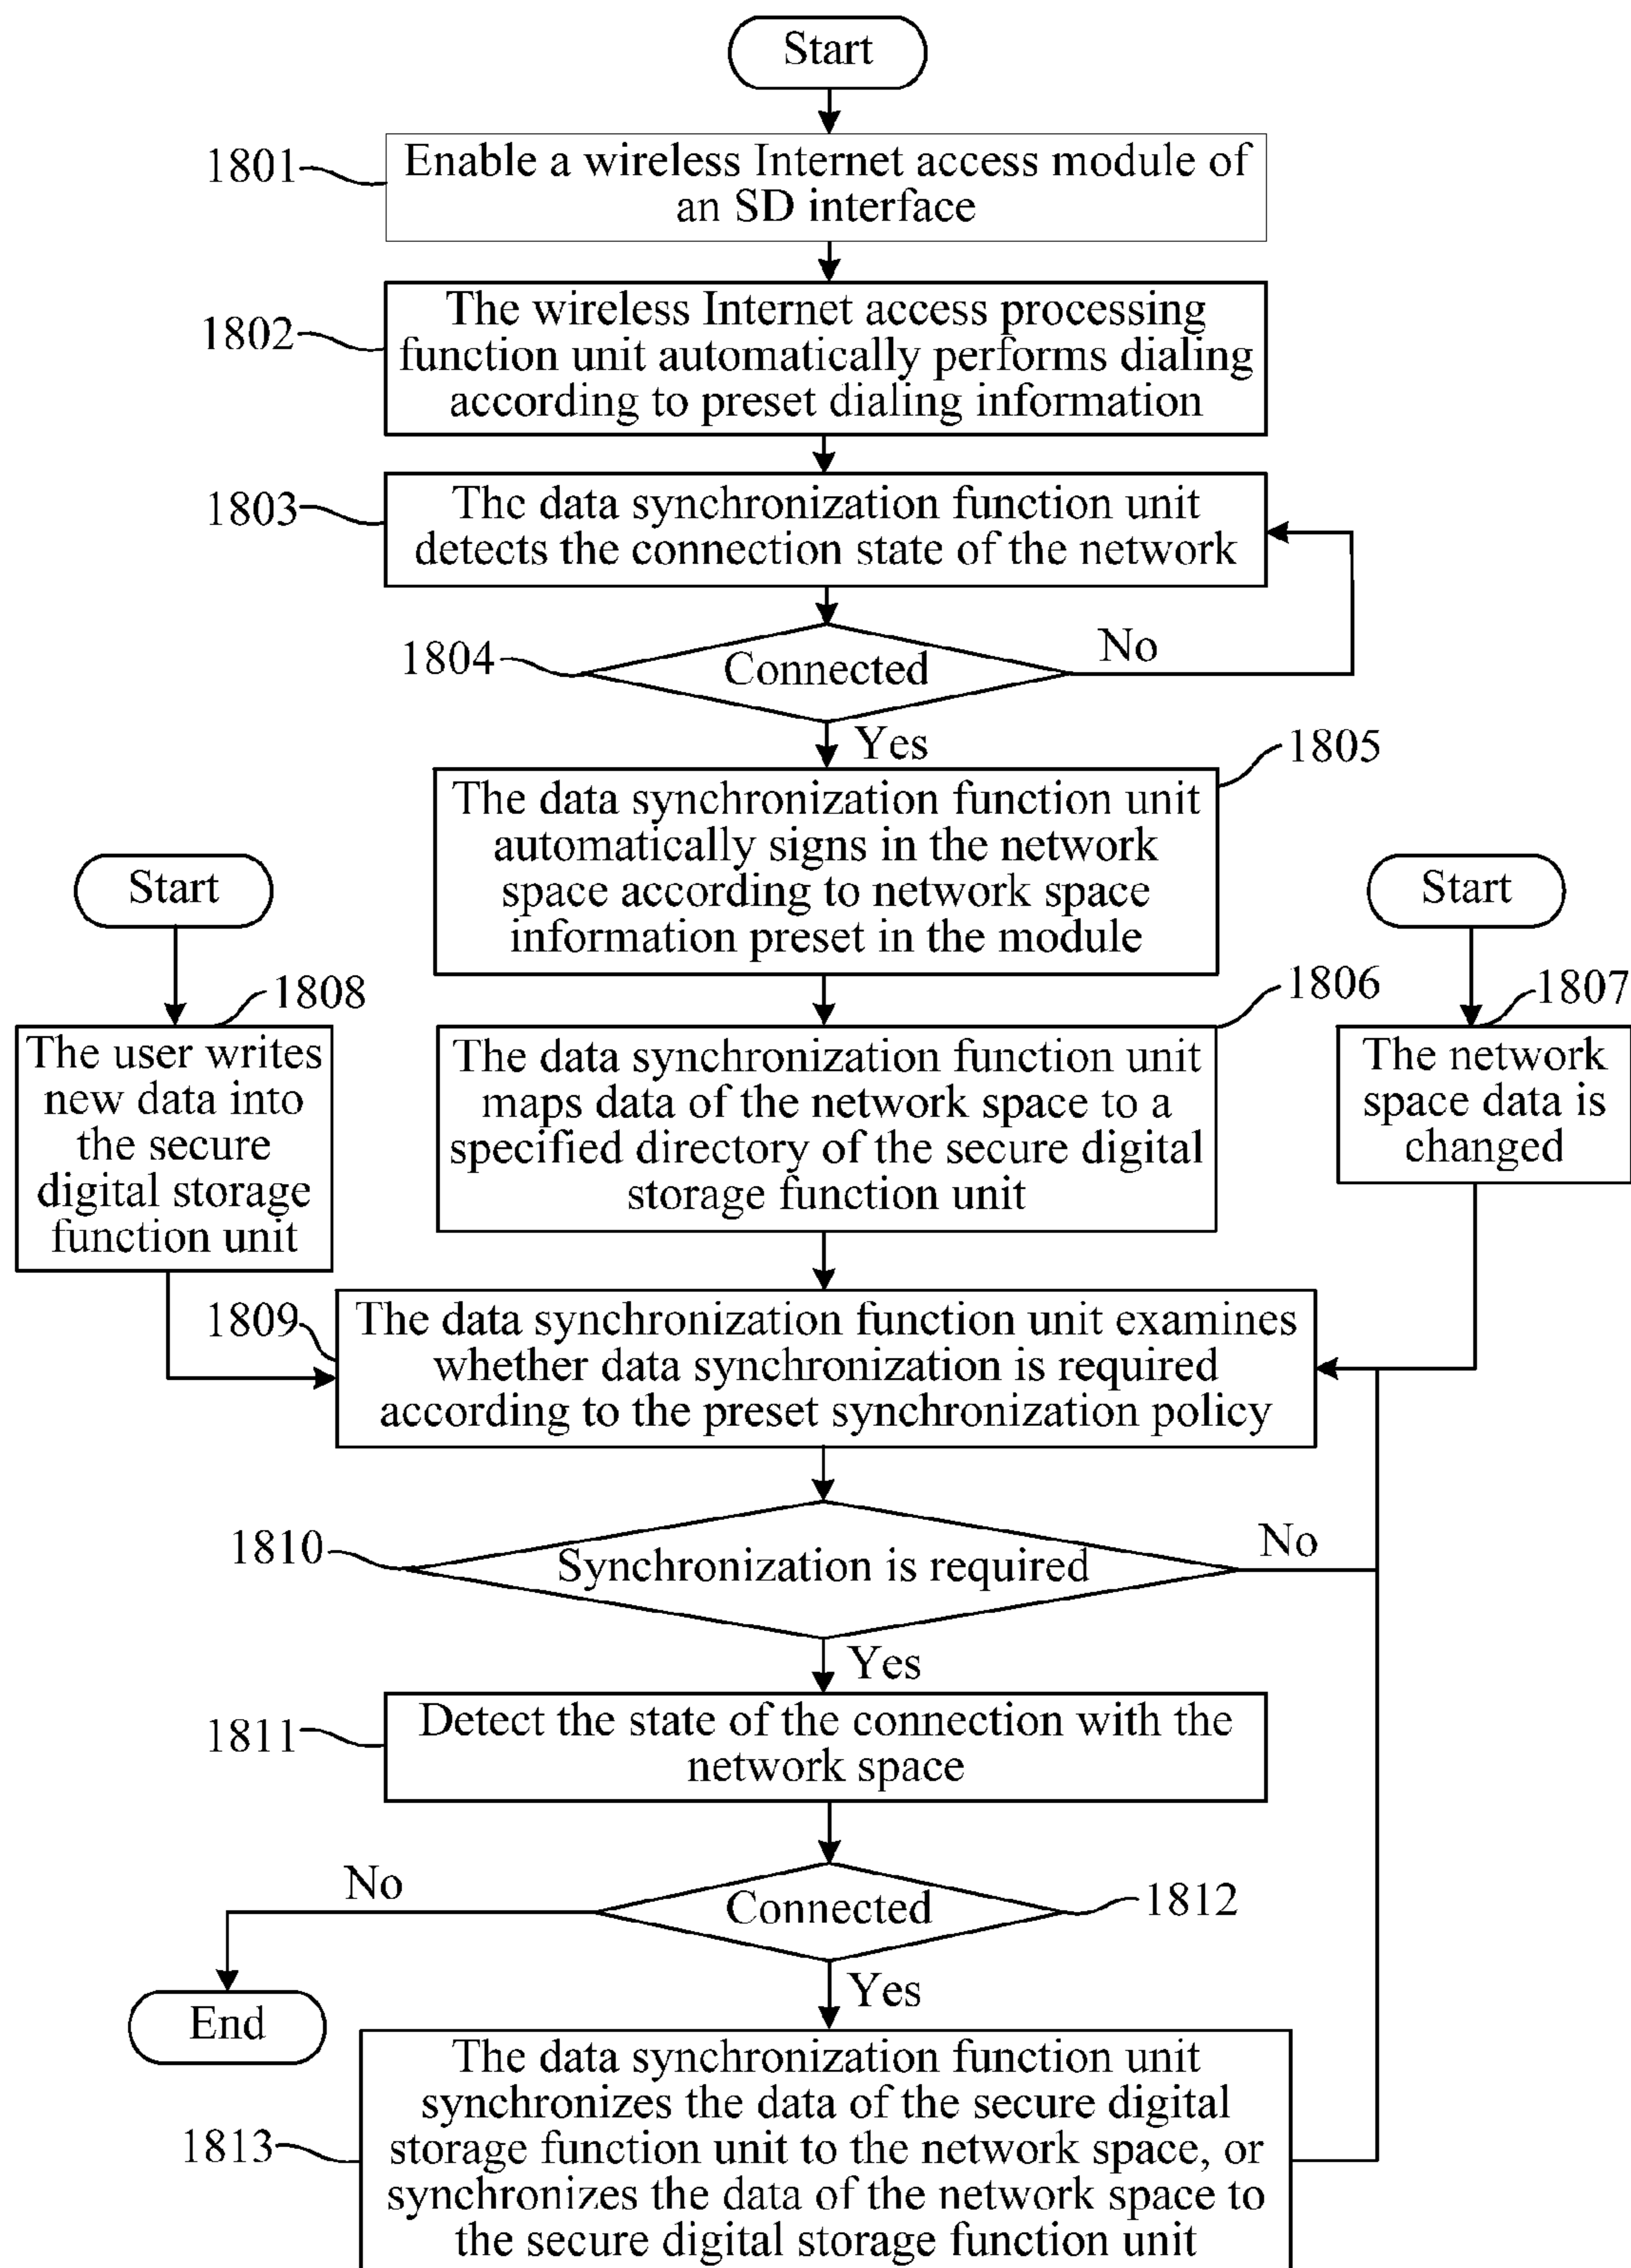 Start
1801
Enable a wireless Internet access module of
an SD interface
1802
The wireless Internet access processing
function unit automatically performs dialing
according to preset dialing information
1803
The data synchronization function unit
detects the connection state of the network
1804
Connected
No
Yes
1805
The data synchronization function unit
automatically signs in the network
space according to network space
information preset in the module
Start
Start
1808
The user writes
new data into
the secure
digital storage
function unit
1806
The data synchronization function unit
maps data of the network space to a
specified directory of the secure digital
storage function unit
1807
The network
space data is
changed
1809
The data synchronization function unit examines
whether data synchronization is required
according to the preset synchronization policy
1810
Synchronization is required
No
Yes
1811
Detect the state of the connection with the
network space
No
Connected
1812
Yes
End
1813
The data synchronization function unit
synchronizes the data of the secure digital
storage function unit to the network space, or
synchronizes the data of the network space to
the secure digital storage function unit